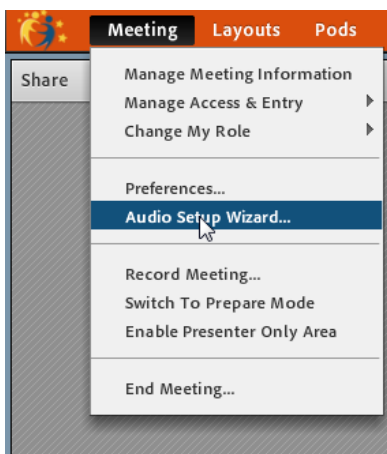 Meeting Layouts Pods
Share
Manage Meeting Information
Manage Access & Entry
Change My Role
Preferences...
Audio Setup Wizard...
Record Meeting...
Switch To Prepare Mode
Enable Presenter Only Area
End Meeting...